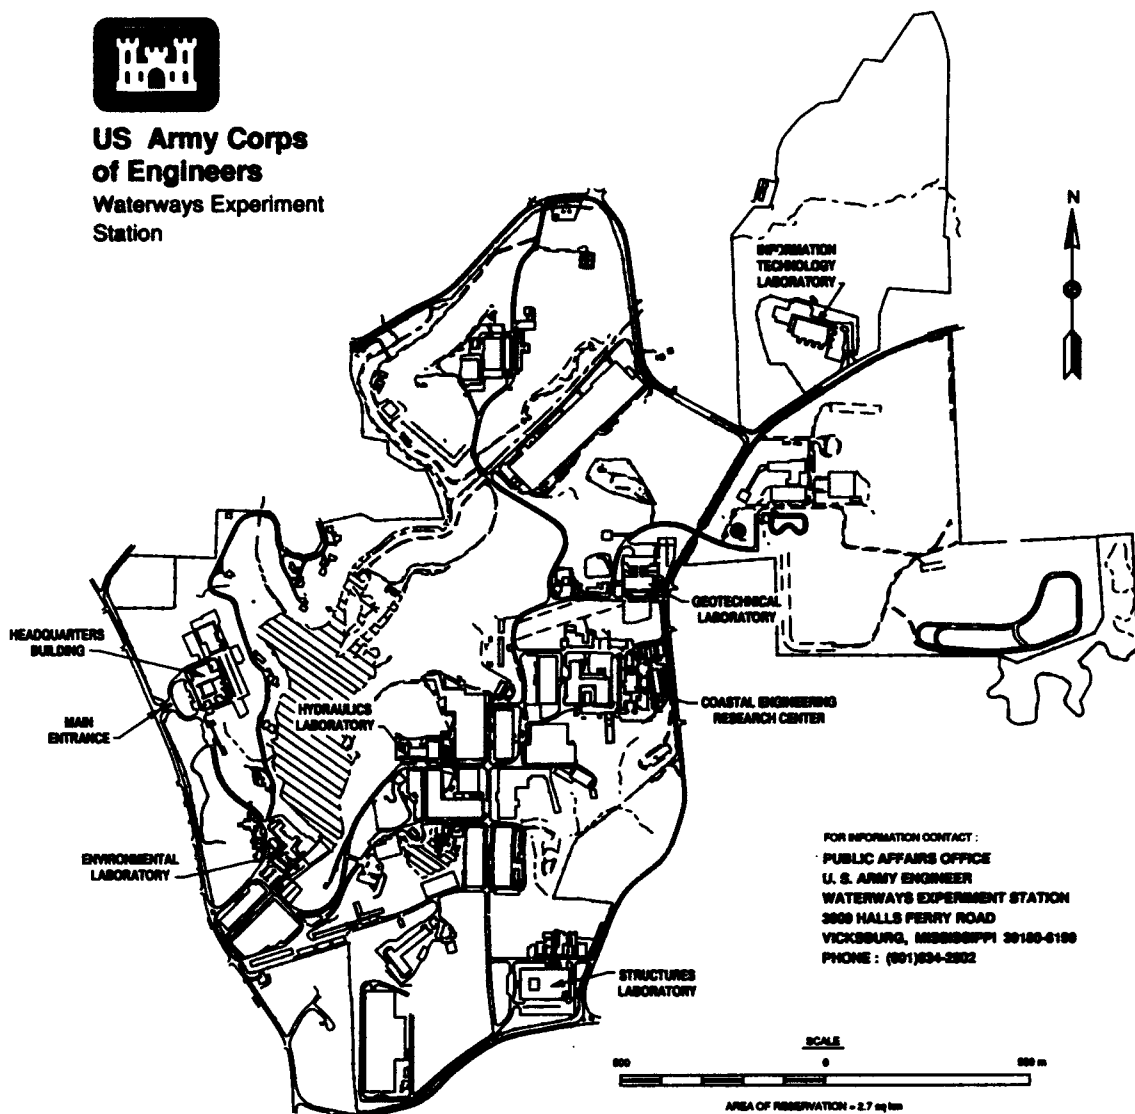 US Army Corps
of Engineers
Waterways Experiment
Station
N
INFORMATION
TECHNOLOGY
LABORATORY
GEOTECHNICAL
LABORATORY
HEADQUARTERS
BUILDING
HYDRAULICS
LABORATORY
COASTAL ENGINEERING
RESEARCH CENTER
MAIN
ENTRANCE
ENVIRONMENTAL
LABORATORY
STRUCTURES
LABORATORY
FOR INFORMATION CONTACT :
PUBLIC AFFAIRS OFFICE
U. S. ARMY ENGINEER
WATERWAYS EXPERIMENT STATION
3909 HALLS FERRY ROAD
VICKSBURG, MISSISSIPPI
PHONE :
SCALE
0 m
AREA OF RESERVATION = 2.7 sq km